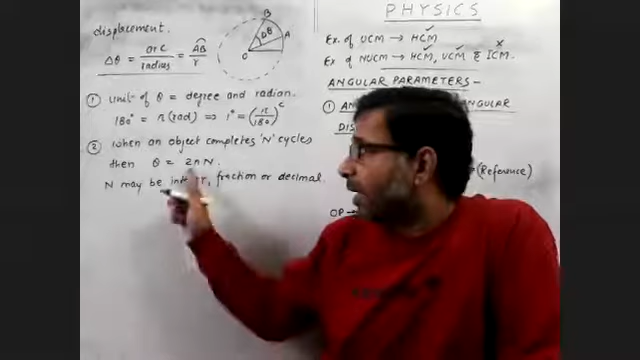 displacement.
Δθ = arc/radius = AB/r
B
Δθ
A
O
① Unit of θ = degree and radian.
180° = π(rad) ⇒ 1° = (π/180)ᶜ
② When an object completes 'N' cycles
then θ = 2πN.
N may be , fraction or decimal.
PHYSICS
Ex. of UCM → HCM
Ex. of NUCM → HCM, UCM & ICM.
ANGULAR PARAMETERS –
① ANGULAR
DIS
(Reference)
OP →